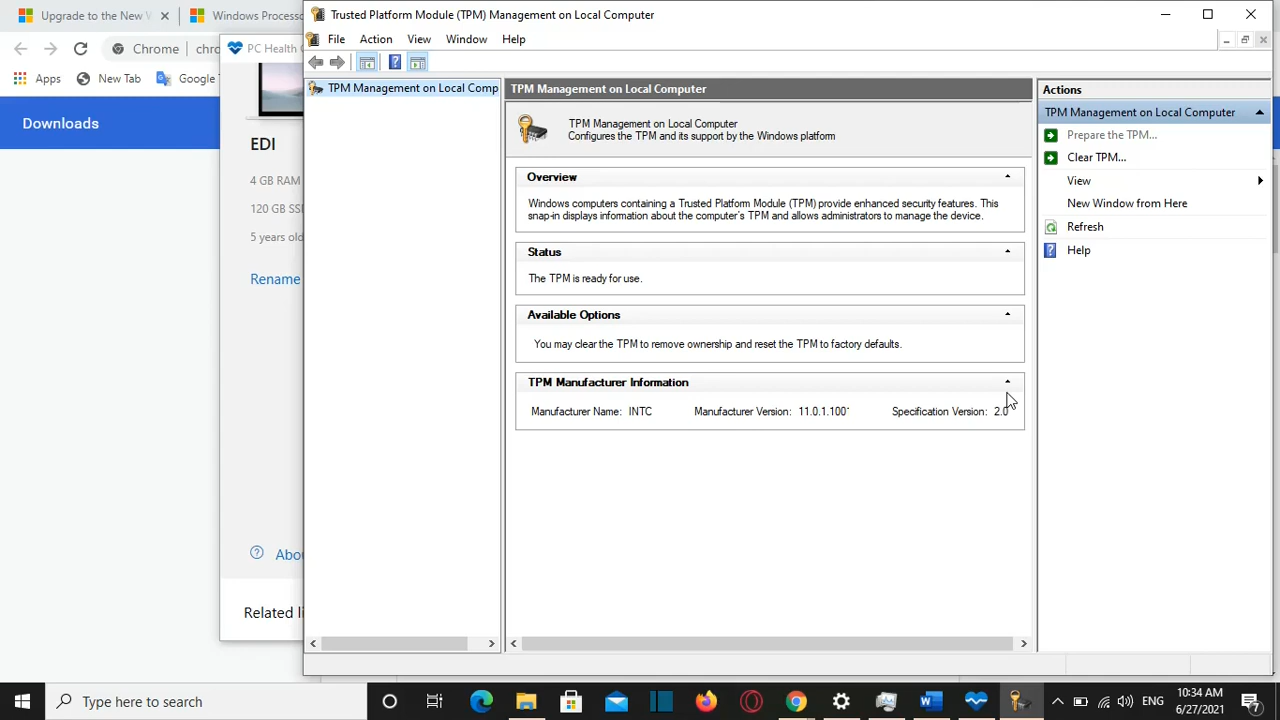 Upgrade to the New
Windows Processo
Trusted Platform Module (TPM) Management on Local Computer
Chrome
PC Health
File Action View Window Help
Apps
New Tab
Google
TPM Management on Local Comp
TPM Management on Local Computer
Actions
TPM Management on Local Computer
Downloads
TPM Management on Local Computer
Configures the TPM and its support by the Windows platform
Prepare the TPM...
Clear TPM...
View
New Window from Here
Refresh
Help
EDI
4 GB RAM
120 GB SS
5 years old
Rename
Overview
Windows computers containing a Trusted Platform Module (TPM) provide enhanced security features. This
snap-in displays information about the computer's TPM and allows administrators to manage the device.
Status
The TPM is ready for use.
Available Options
You may clear the TPM to remove ownership and reset the TPM to factory defaults.
TPM Manufacturer Information
Manufacturer Name: INTC Manufacturer Version: 11.0.1.100 Specification Version: 2.0
Abou
Related li
Type here to search
ENG
10:34 AM
6/27/2021
7